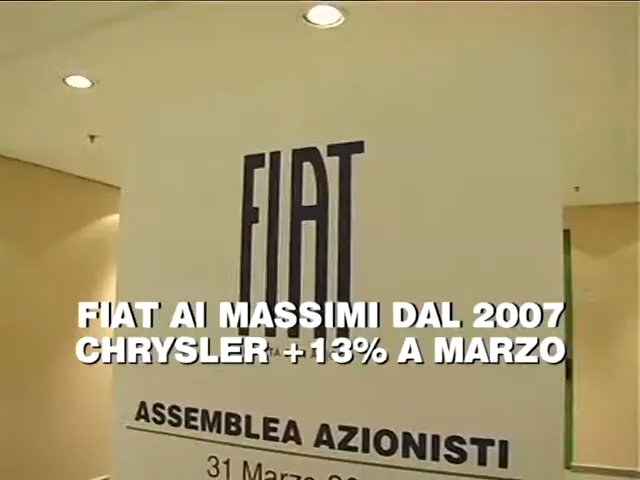 FIAT
FIAT AI MASSIMI DAL 2007
CHRYSLER +13% A MARZO
ASSEMBLEA AZIONISTI
31 Marzo